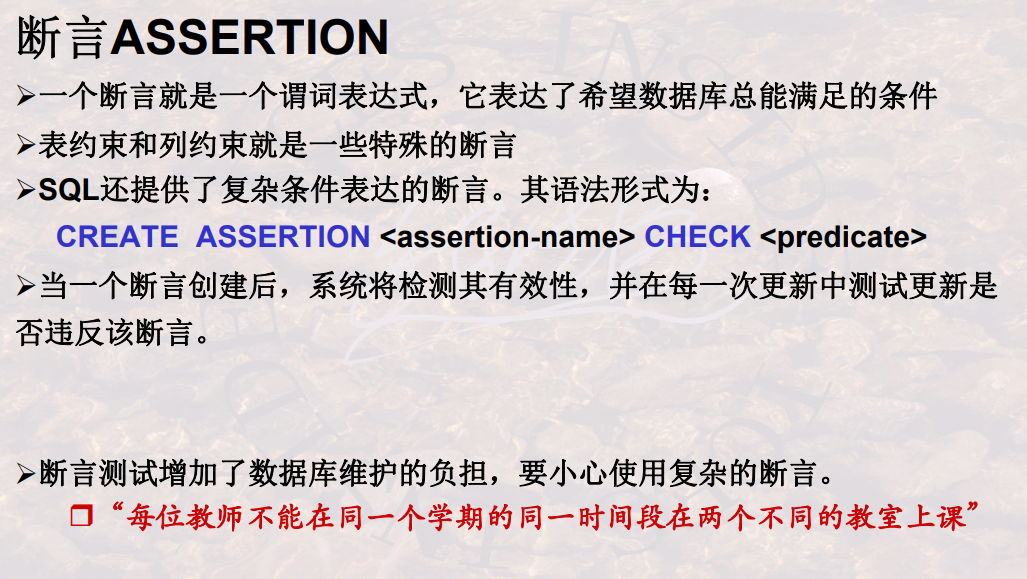 断言ASSERTION
➢一个断言就是一个谓词表达式，它表达了希望数据库总能满足的条件
➢表约束和列约束就是一些特殊的断言
➢SQL还提供了复杂条件表达的断言。其语法形式为：
CREATE ASSERTION <assertion-name> CHECK <predicate>
➢当一个断言创建后，系统将检测其有效性，并在每一次更新中测试更新是
否违反该断言。
➢断言测试增加了数据库维护的负担，要小心使用复杂的断言。
❒“每位教师不能在同一个学期的同一时间段在两个不同的教室上课”